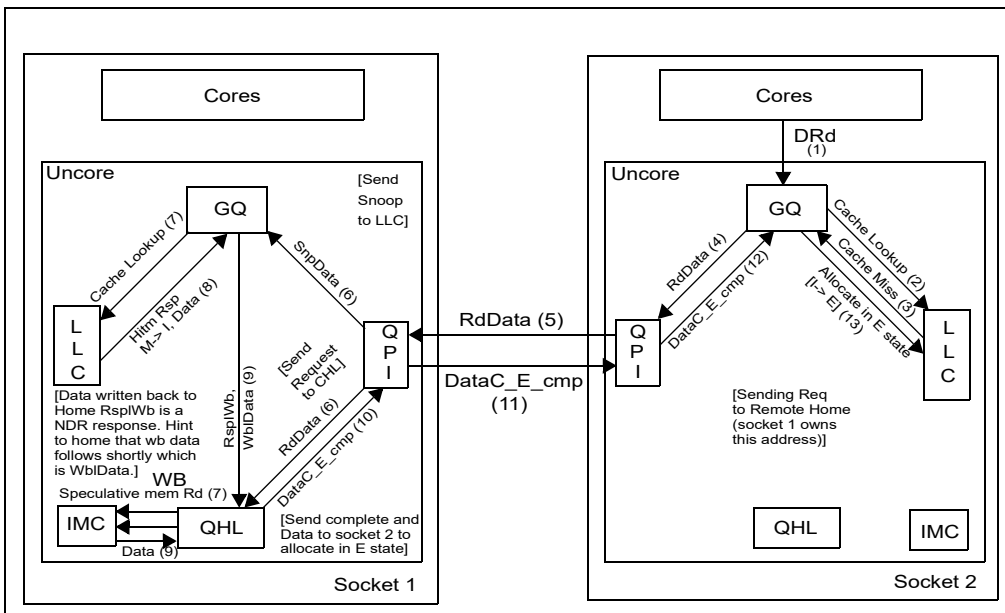 Cores
Uncore
GQ
[Send
Snoop
to LLC]
Cache Lookup (7)
Hitm Rsp
M-> I, Data (8)
SnpData (6)
L
L
C
Q
P
I
[Send
Request
to CHL]
RspIWb,
WblData (9)
RdData (6)
DataC_E_cmp (10)
[Data written back to
Home RspIWb is a
NDR response. Hint
to home that wb data
follows shortly which
is WblData.]
WB
Speculative mem Rd (7)
IMC
QHL
Data (9)
[Send complete and
Data to socket 2 to
allocate in E state]
Socket 1
RdData (5)
DataC_E_cmp
(11)
Cores
DRd
(1)
Uncore
GQ
RdData (4)
DataC_E_cmp (12)
Cache Lookup (2)
Cache Miss (3)
Allocate in E state
[I-> E] (13)
Q
P
I
L
L
C
[Sending Req
to Remote Home
(socket 1 owns
this address)]
QHL
IMC
Socket 2